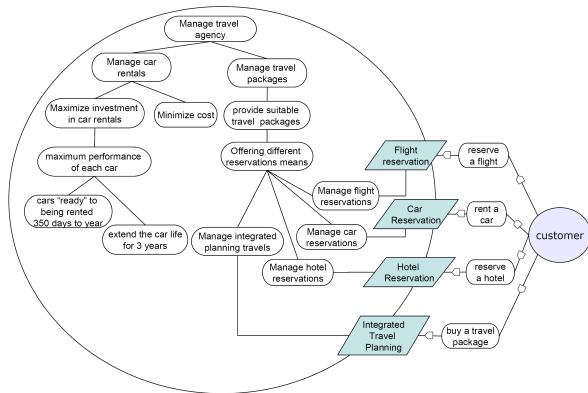 Manage travel
agency
Manage car
rentals
Manage travel
packages
Maximize investment
in car rentals
Minimize cost
provide suitable
travel packages
maximum performance
of each car
Offering different
reservations means
Flight
reservation
reserve
a flight
cars "ready" to
being rented
350 days to year
extend the car life
for 3 years
Manage flight
reservations
Car
Reservation
rent a
car
Manage integrated
planning travels
Manage car
reservations
customer
Manage hotel
reservations
Hotel
Reservation
reserve
a hotel
Integrated
Travel
Planning
buy a travel
package